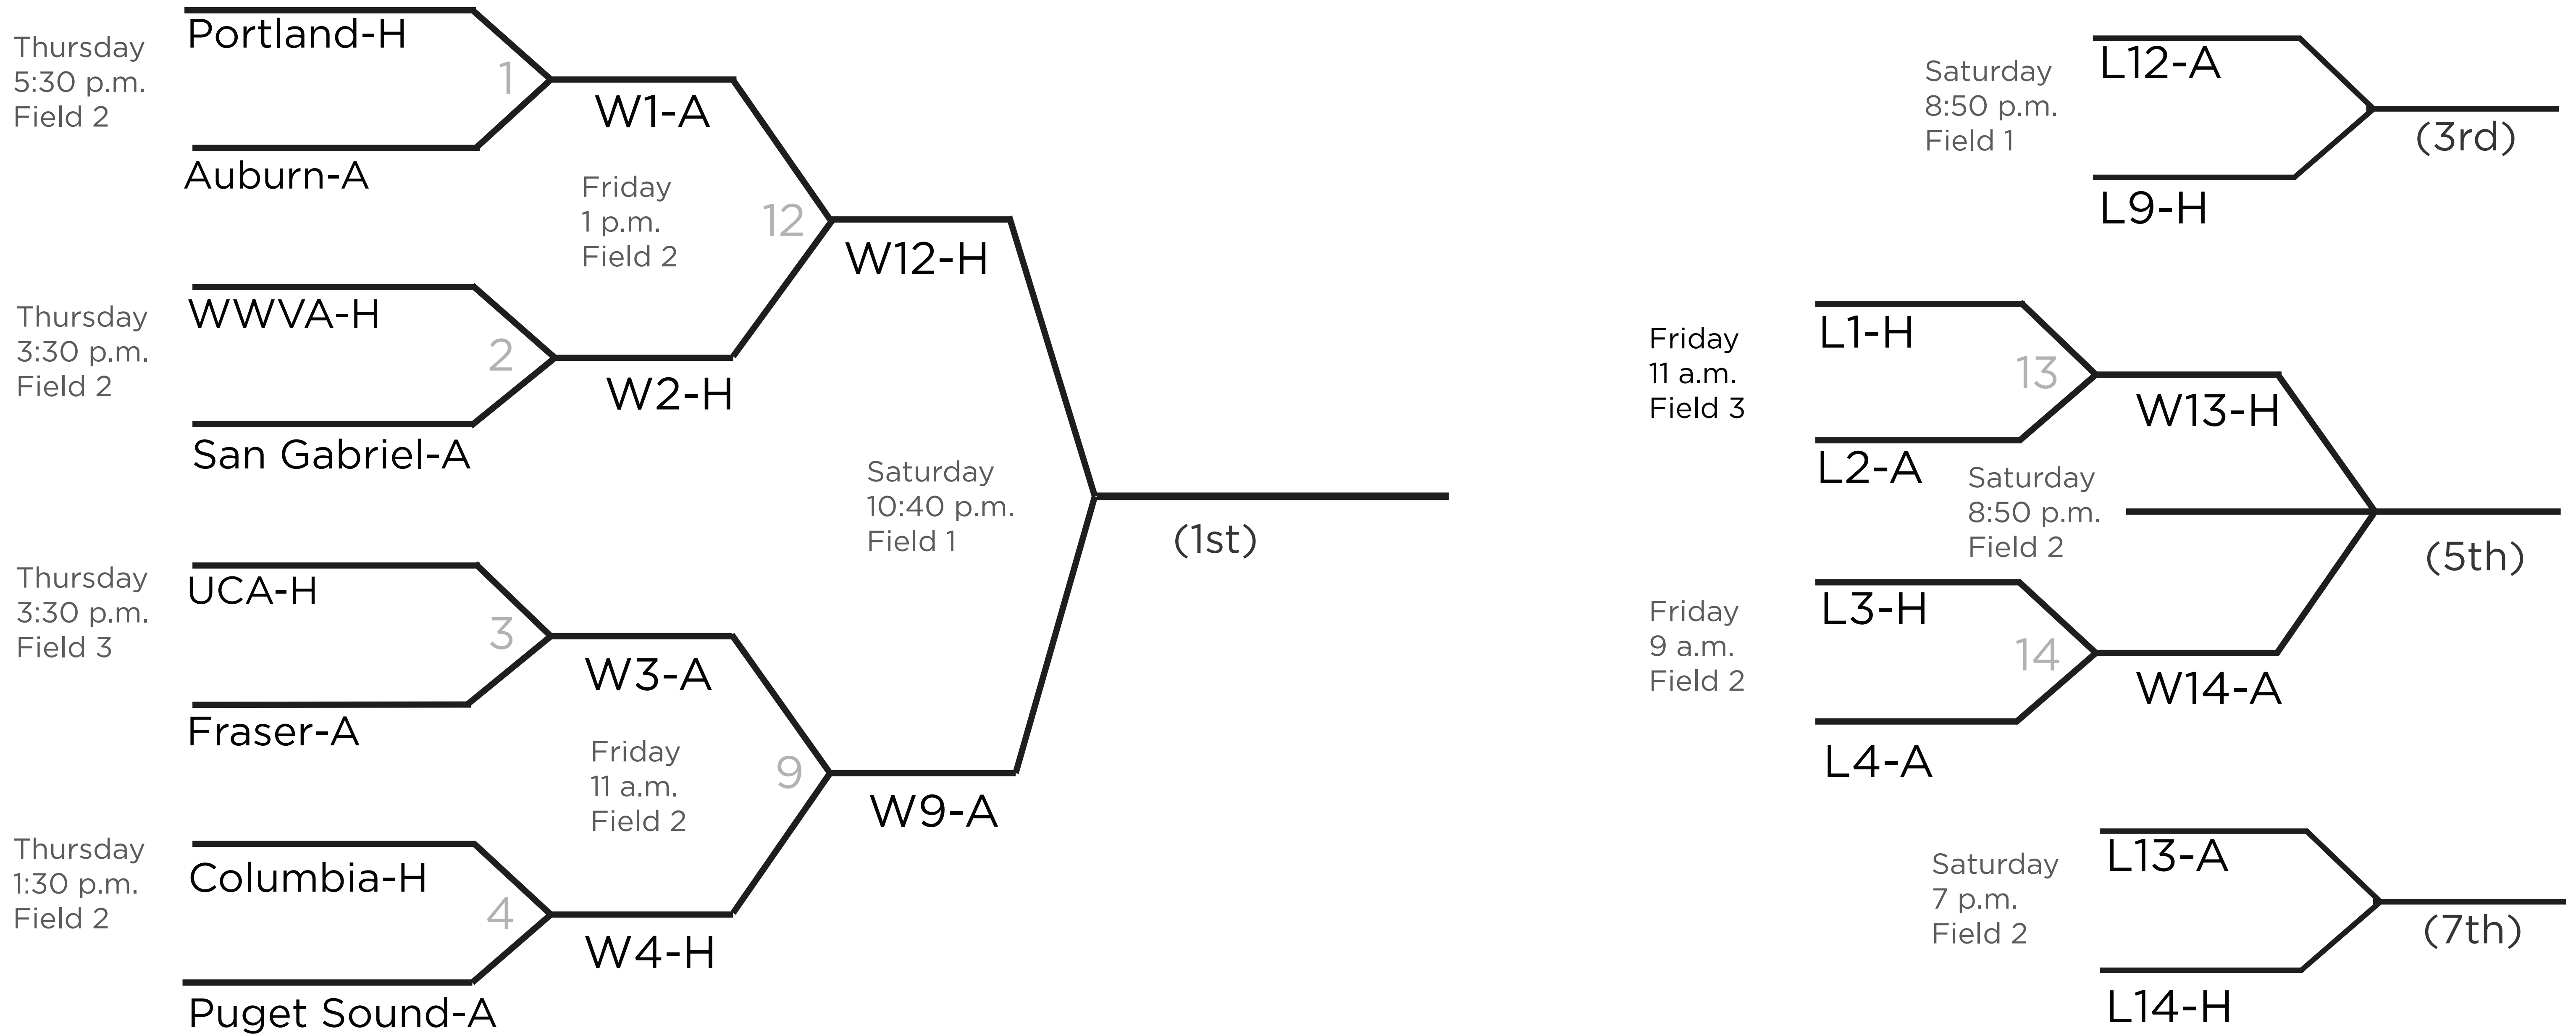 Portland-H
Thursday
5:30 p.m.
Field 2
1
Auburn-A
W1-A
Friday
1 p.m.
Field 2
12
WWVA-H
Thursday
3:30 p.m.
Field 2
2
San Gabriel-A
W2-H
W12-H
Saturday
10:40 p.m.
Field 1
(1st)
UCA-H
Thursday
3:30 p.m.
Field 3
3
Fraser-A
W3-A
Friday
11 a.m.
Field 2
9
W9-A
Thursday
1:30 p.m.
Field 2
Columbia-H
4
Puget Sound-A
W4-H
Saturday
8:50 p.m.
Field 1
L12-A
L9-H
(3rd)
Friday
11 a.m.
Field 3
L1-H
13
L2-A
W13-H
Saturday
8:50 p.m.
Field 2
(5th)
Friday
9 a.m.
Field 2
L3-H
14
L4-A
W14-A
Saturday
7 p.m.
Field 2
L13-A
L14-H
(7th)